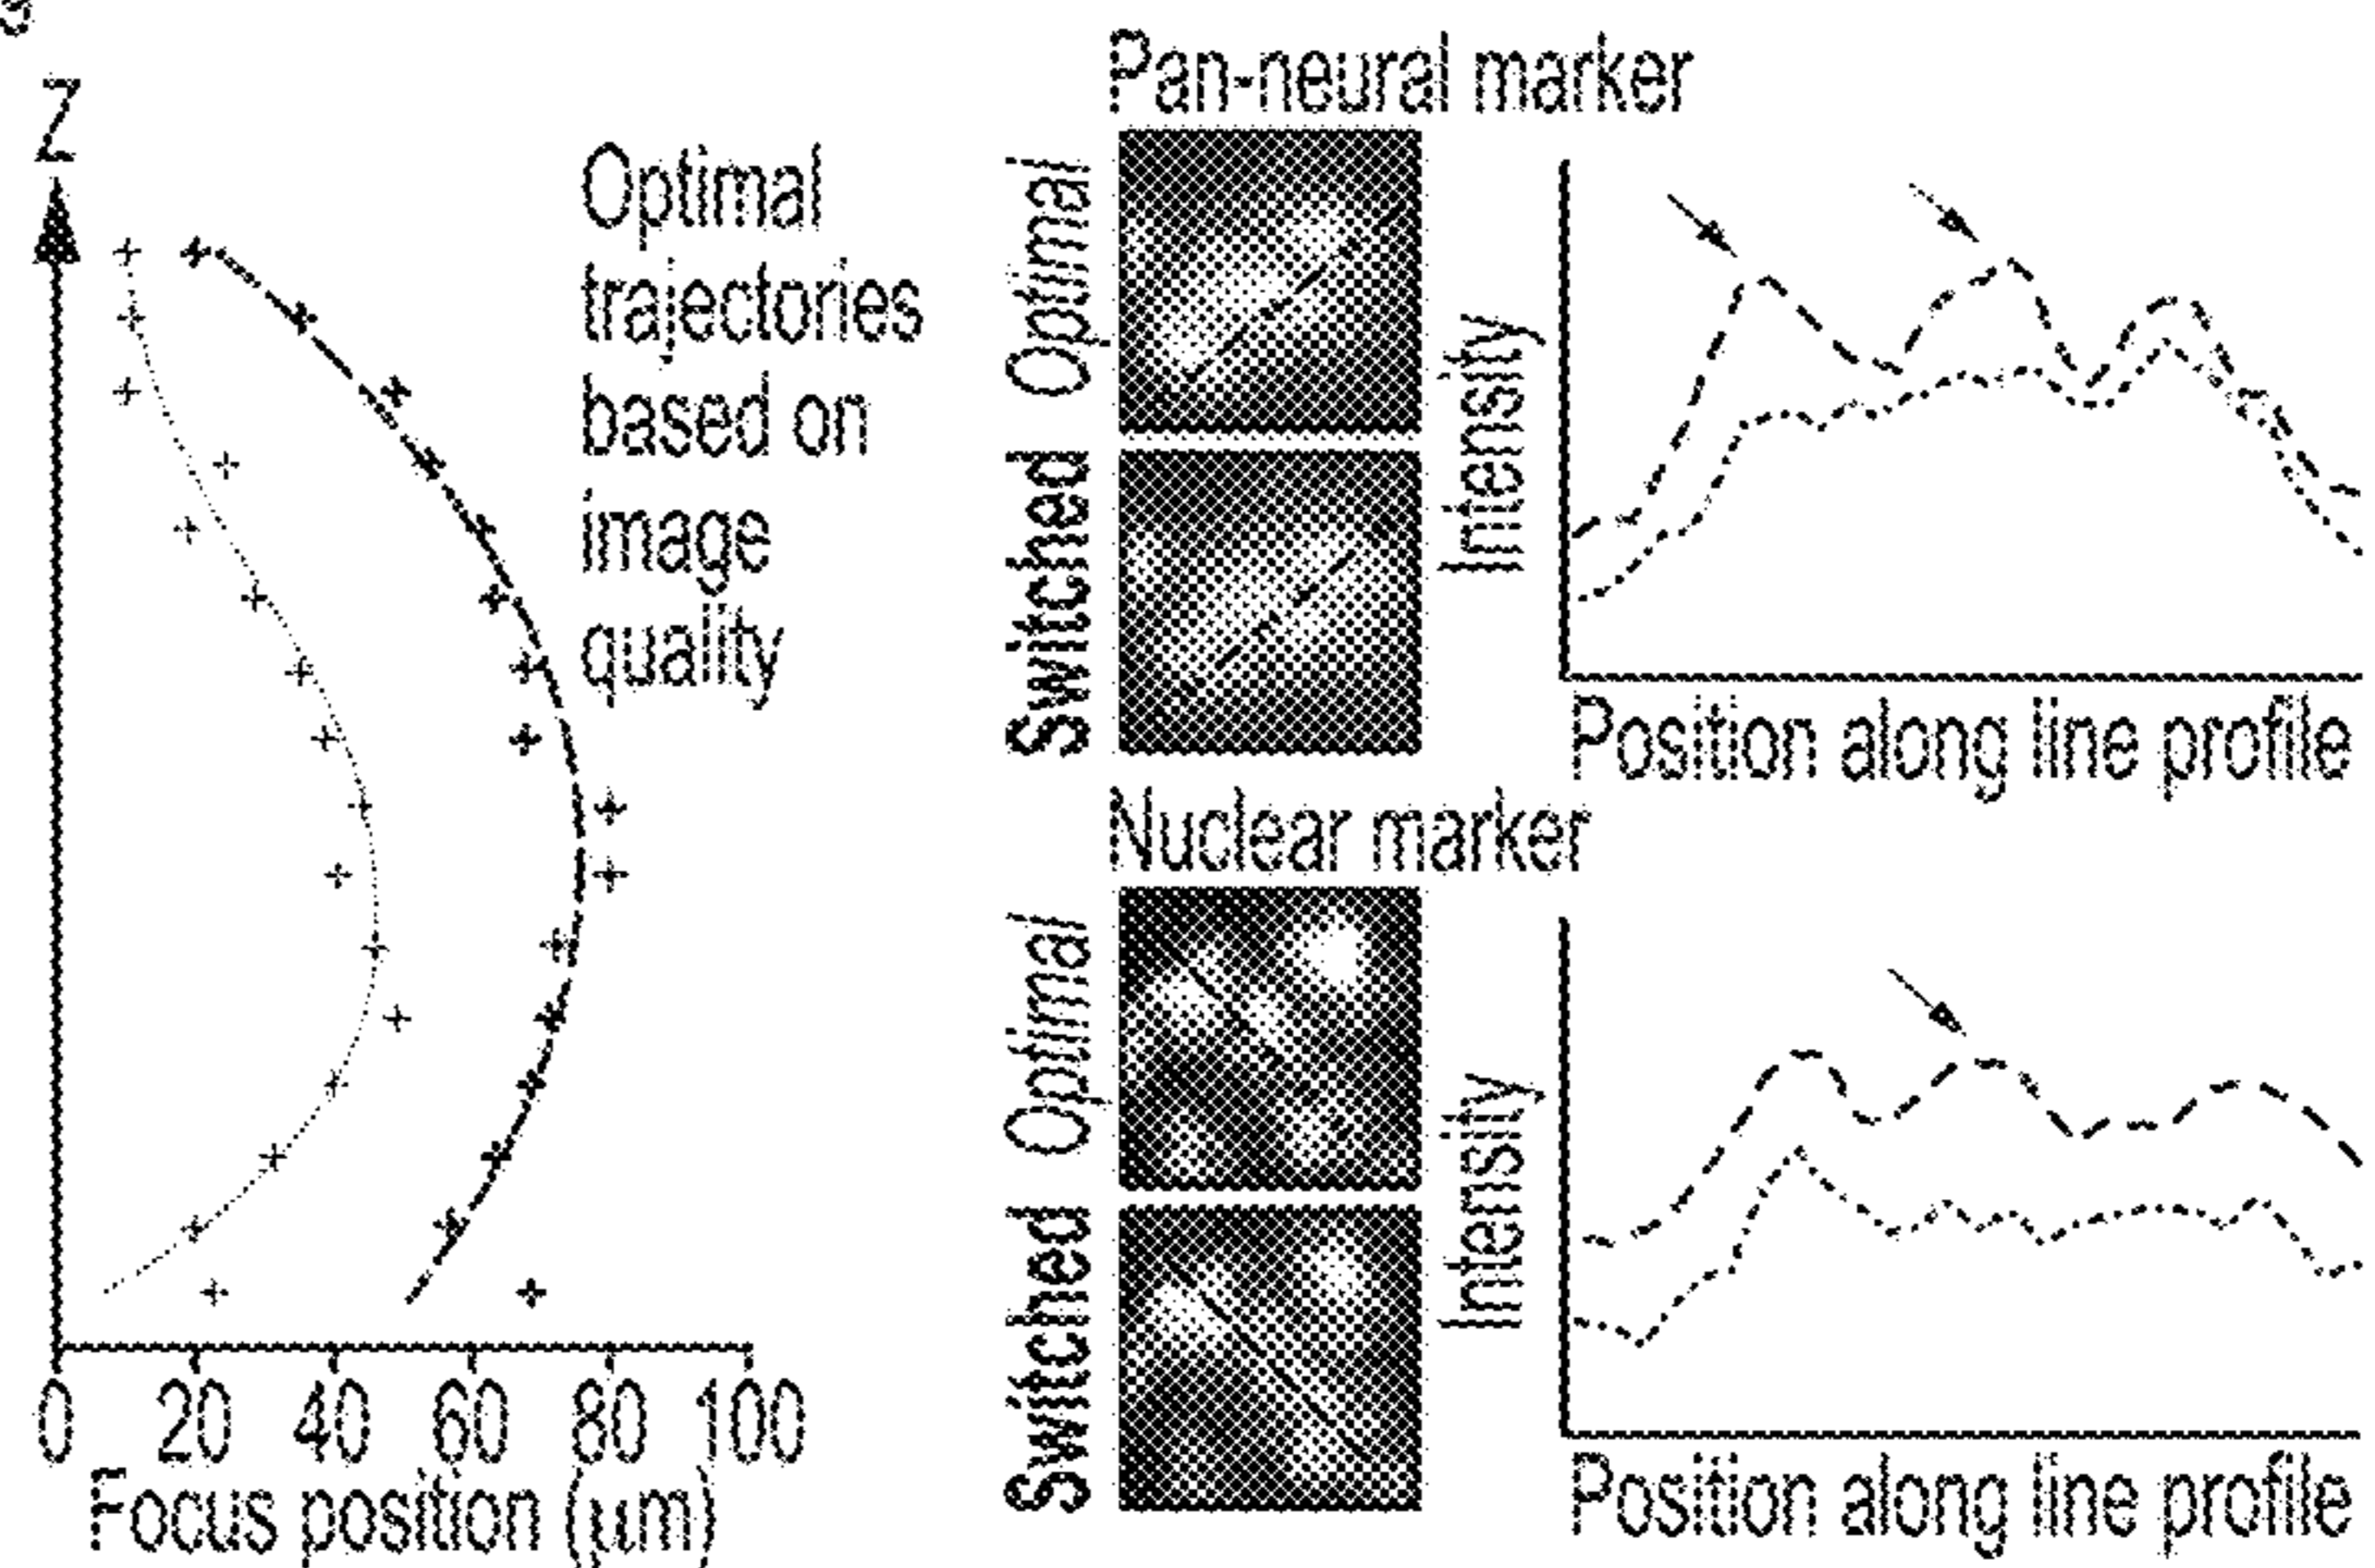 Z
Optimal
trajectories
based on
image
quality
0 20 40 60 80 100
Focus position (μm)
Pan-neural marker
Optimal
Switched
Intensity
Position along line profile
Nuclear marker
Optimal
Switched
Intensity
Position along line profile